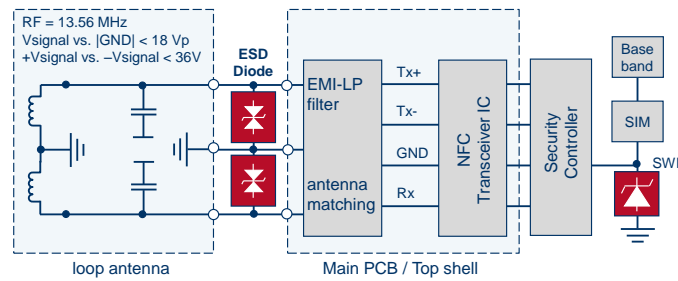 RF = 13.56 MHz
Vsignal vs. |GND| < 18 Vp
+Vsignal vs. –Vsignal < 36V
ESD
Diode
EMI-LP
filter
antenna
matching
Tx+
Tx-
GND
Rx
NFC
Transceiver IC
Security
Controller
Base
band
SIM
SWI
loop antenna
Main PCB / Top shell